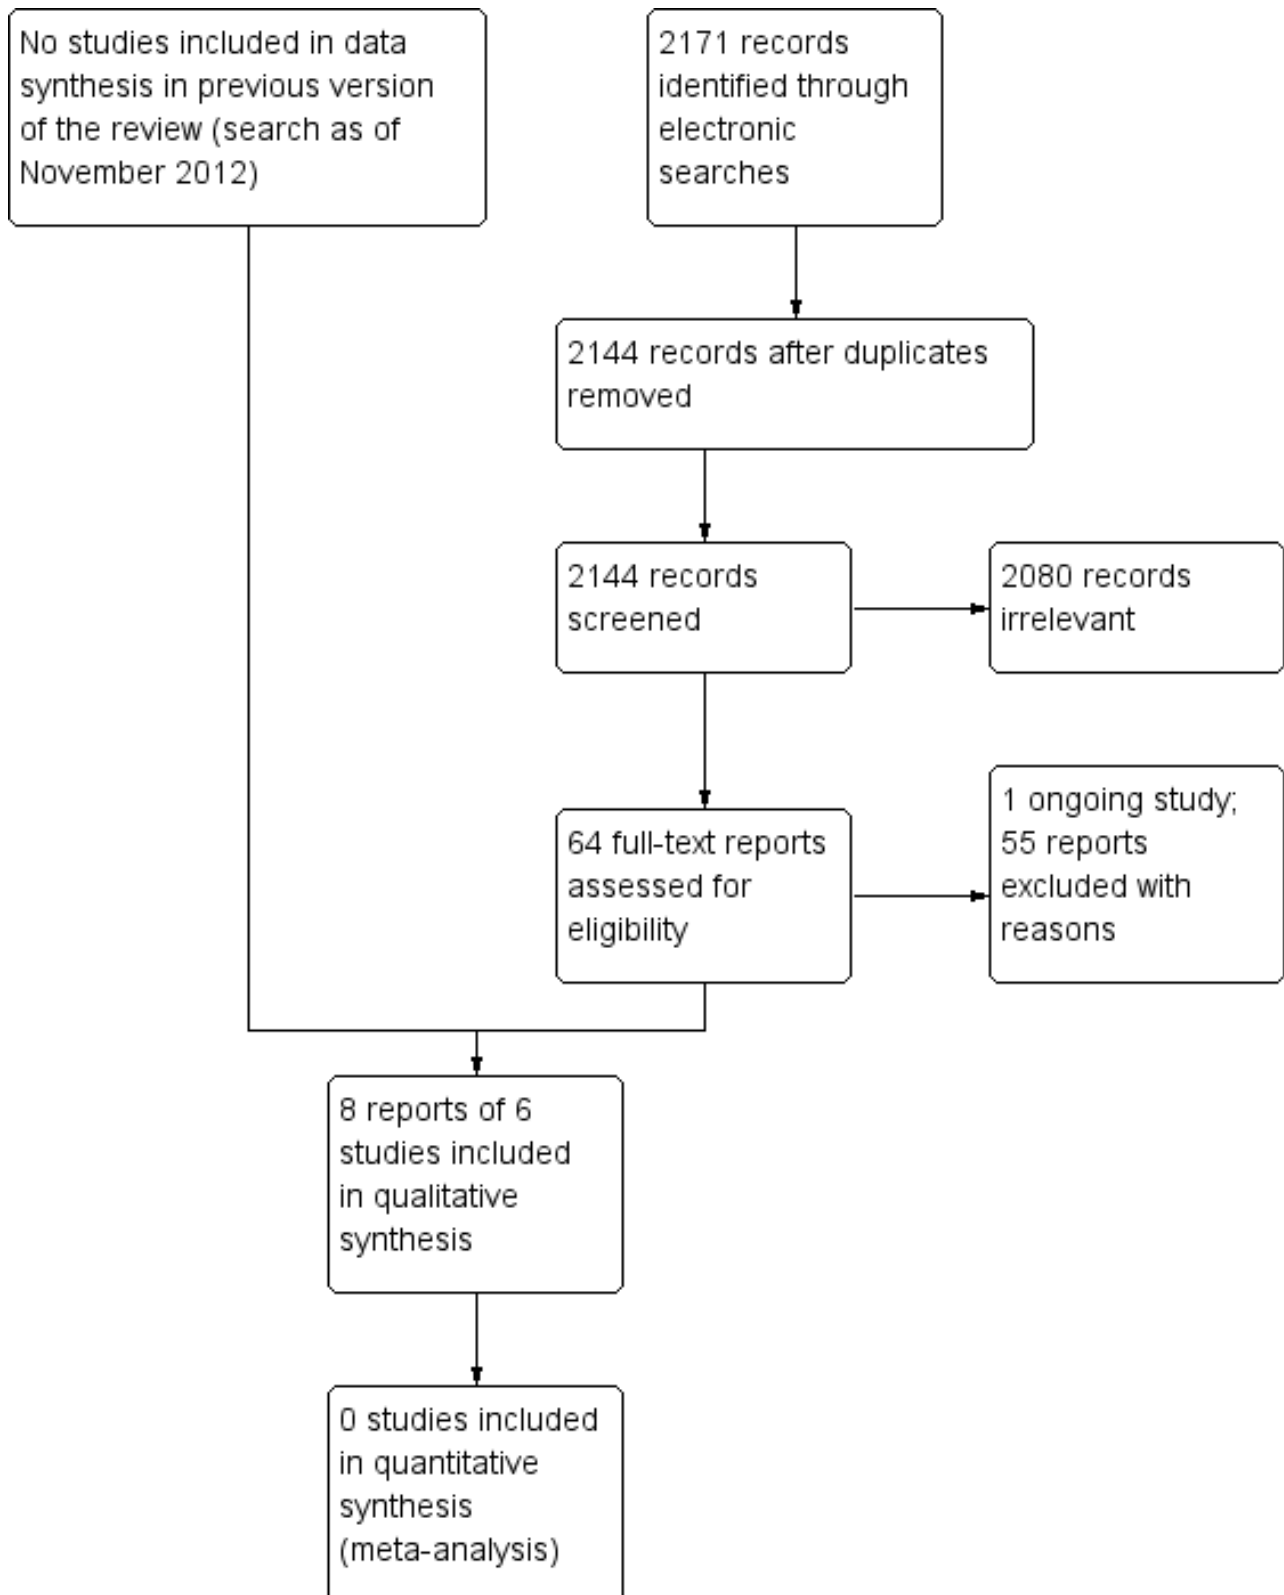 No studies included in data
synthesis in previous version
of the review (search as of
November 2012)
2171 records
identified through
electronic
searches
2144 records after duplicates
removed
2144 records
screened
2080 records
irrelevant
64 full-text reports
assessed for
eligibility
1 ongoing study;
55 reports
excluded with
reasons
8 reports of 6
studies included
in qualitative
synthesis
0 studies included
in quantitative
synthesis
(meta-analysis)